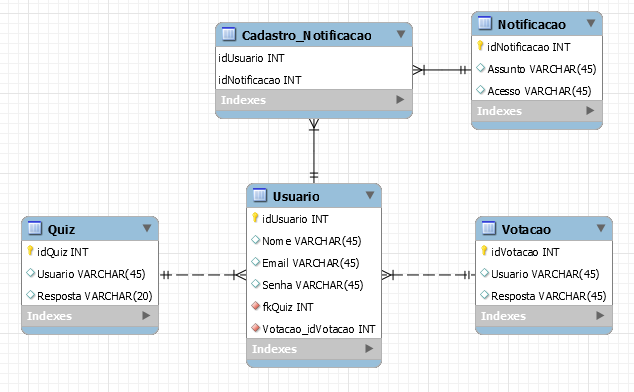 Cadastro_Notificacao
idUsuario INT
idNotificacao INT
Indexes
Notificacao
idNotificacao INT
Assunto VARCHAR(45)
Acesso VARCHAR(45)
Indexes
Quiz
idQuiz INT
Usuario VARCHAR(45)
Resposta VARCHAR(20)
Indexes
Usuario
idUsuario INT
Nome VARCHAR(45)
Email VARCHAR(45)
Senha VARCHAR(45)
fkQuiz INT
Votacao_idVotacao INT
Indexes
Votacao
idVotacao INT
Usuario VARCHAR(45)
Resposta VARCHAR(45)
Indexes